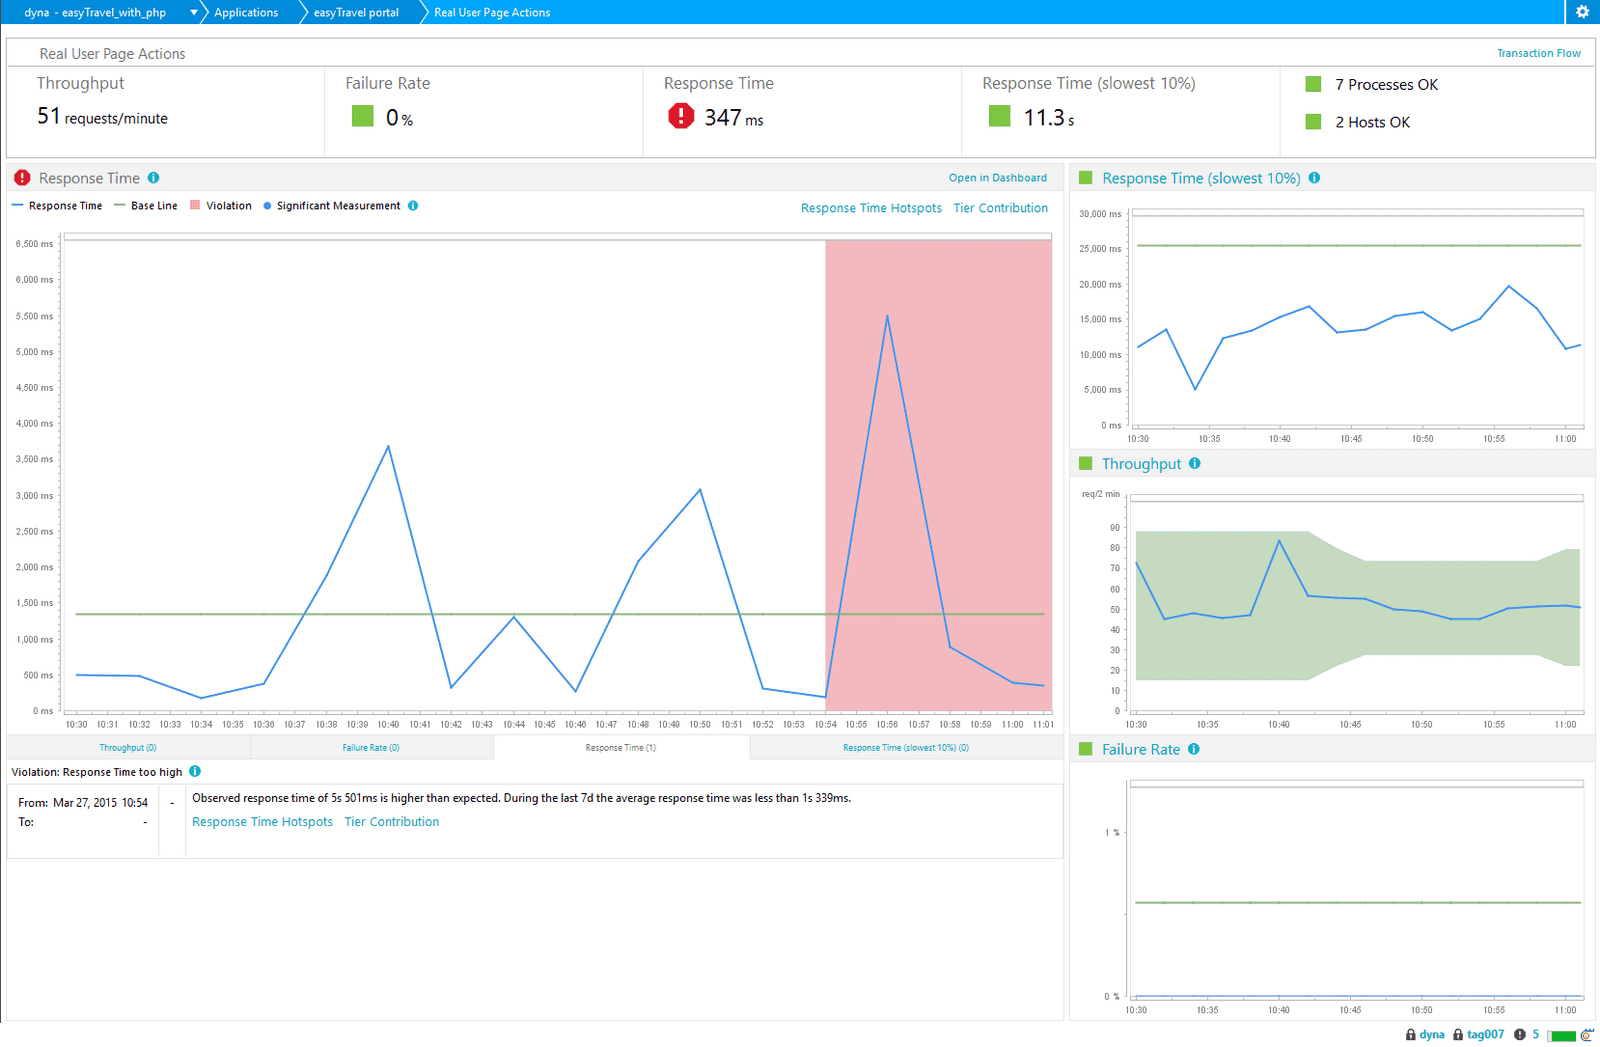 dyna - easyTravel_with_php Applications easyTravel portal Real User Page Actions
Real User Page Actions Transaction Flow
Throughput
51 requests/minute
Failure Rate
0 %
Response Time
347 ms
Response Time (slowest 10%)
11.3 s
7 Processes OK
2 Hosts OK
Response Time
Open in Dashboard
Response Time Base Line Violation Significant Measurement
Response Time Hotspots Tier Contribution
6,500 ms
6,000 ms
5,500 ms
5,000 ms
4,500 ms
4,000 ms
3,500 ms
3,000 ms
2,500 ms
2,000 ms
1,500 ms
1,000 ms
500 ms
0 ms
10:30 10:31 10:32 10:33 10:34 10:35 10:36 10:37 10:38 10:39 10:40 10:41 10:42 10:43 10:44 10:45 10:46 10:47 10:48 10:49 10:50 10:51 10:52 10:53 10:54 10:55 10:56 10:57 10:58 10:59 11:00 11:01
Throughput (0) Failure Rate (0) Response Time (1) Response Time (slowest 10%) (0)
Violation: Response Time too high
From: Mar 27, 2015 10:54 -
To: -
Observed response time of 5s 501ms is higher than expected. During the last 7d the average response time was less than 1s 339ms.
Response Time Hotspots Tier Contribution
Response Time (slowest 10%)
30,000 ms
25,000 ms
20,000 ms
15,000 ms
10,000 ms
5,000 ms
0 ms
10:30 10:35 10:40 10:45 10:50 10:55 11:00
Throughput
req/2 min
90
80
70
60
50
40
30
20
10
0
10:30 10:35 10:40 10:45 10:50 10:55 11:00
Failure Rate
1 %
0 %
10:30 10:35 10:40 10:45 10:50 10:55 11:00
dyna tag007 5